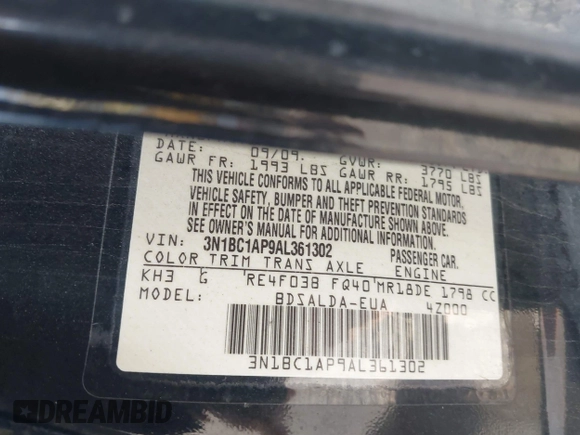 DATE: 09/09. GVWR: 3770 LBS
GAWR FR: 1993 LBS GAWR RR: 1795 LBS
THIS VEHICLE CONFORMS TO ALL APPLICABLE FEDERAL MOTOR
VEHICLE SAFETY, BUMPER AND THEFT PREVENTION STANDARDS
IN EFFECT ON THE DATE OF MANUFACTURE SHOWN ABOVE.
SEE OWNER'S MANUAL FOR ADDITIONAL INFORMATION.
VIN: 3N1BC1AP9AL361302 PASSENGER CAR.
COLOR TRIM TRANS AXLE ENGINE
KH3 G RE4F03B FQ40 MR18DE 1798 CC
MODEL: BDSALDA-EUA 4Z000
3N1BC1AP9AL361302
DREAMBID